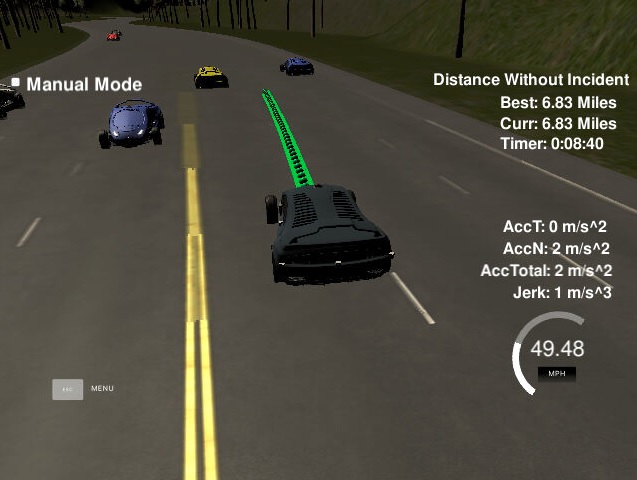 Manual Mode
Distance Without Incident
Best: 6.83 Miles
Curr: 6.83 Miles
Timer: 0:08:40
AccT: 0 m/s^2
AccN: 2 m/s^2
AccTotal: 2 m/s^2
Jerk: 1 m/s^3
49.48
MPH
ESC MENU